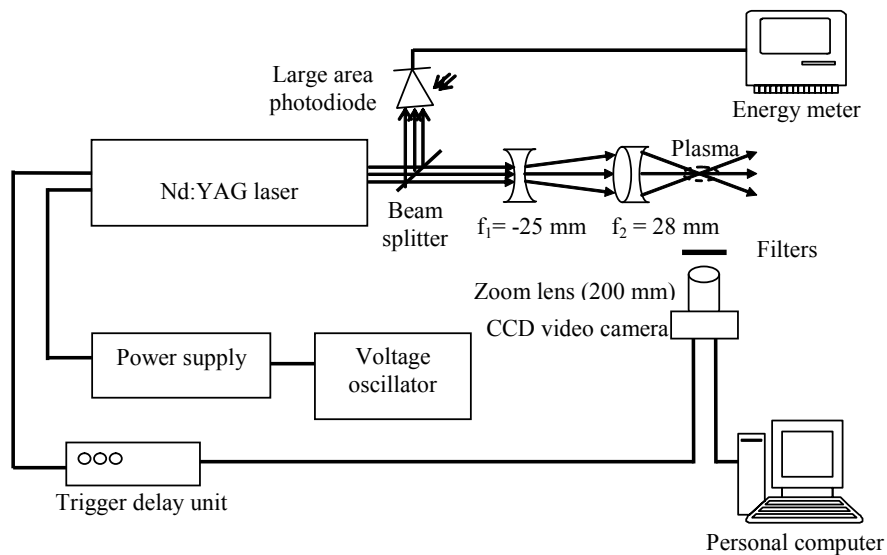 Large area
photodiode
Energy meter
Nd:YAG laser
Plasma
Beam
splitter
f₁= -25 mm
f₂ = 28 mm
Filters
Zoom lens (200 mm)
CCD video camera
Power supply
Voltage
oscillator
Trigger delay unit
Personal computer